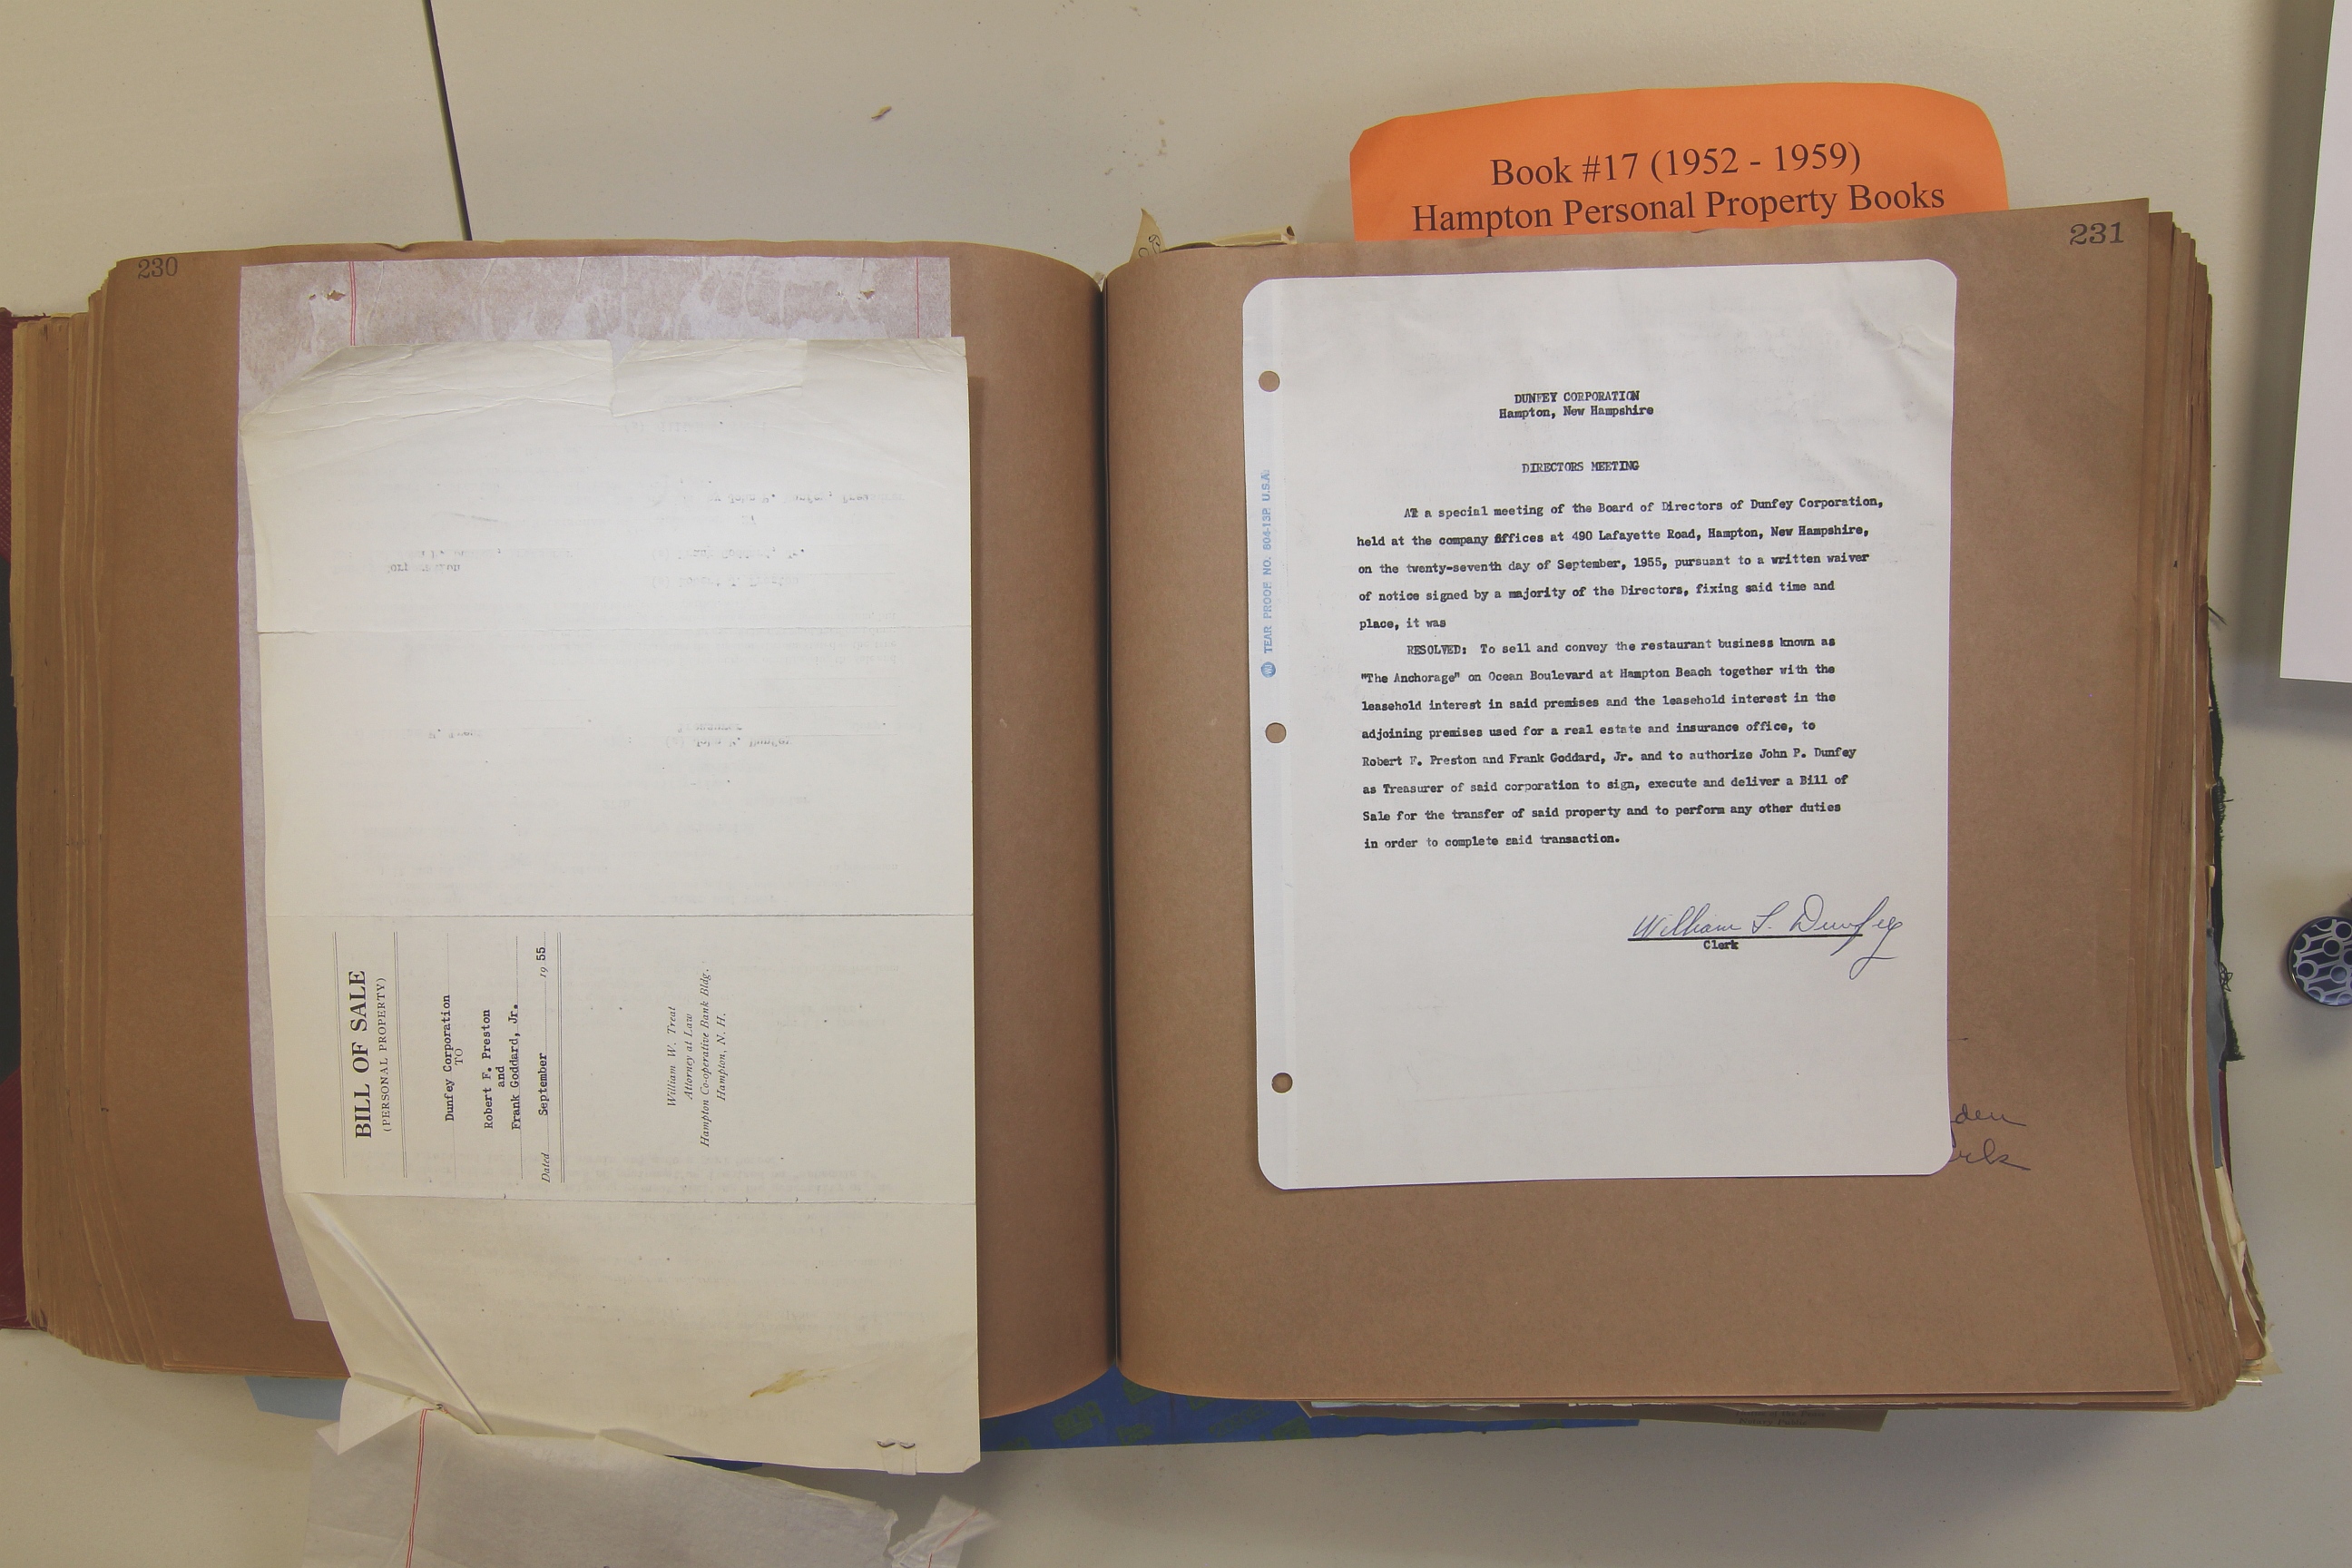 Book #17 (1952 - 1959)
Hampton Personal Property Books
230
BILL OF SALE
(PERSONAL PROPERTY)
Dunfey Corporation
TO
Robert F. Preston
and
Frank Goddard, Jr.
Dated September 19 55
William W. Treat
Attorney at Law
Hampton Co-operative Bank Bldg.
Hampton, N. H.
231
TEAR PROOF NO. 804-13P U.S.A.
DUNFEY CORPORATION
Hampton, New Hampshire
DIRECTORS MEETING
At a special meeting of the Board of Directors of Dunfey Corporation,
held at the company offices at 490 Lafayette Road, Hampton, New Hampshire,
on the twenty-seventh day of September, 1955, pursuant to a written waiver
of notice signed by a majority of the Directors, fixing said time and
place, it was
RESOLVED: To sell and convey the restaurant business known as
"The Anchorage" on Ocean Boulevard at Hampton Beach together with the
leasehold interest in said premises and the leasehold interest in the
adjoining premises used for a real estate and insurance office, to
Robert F. Preston and Frank Goddard, Jr. and to authorize John P. Dunfey
as Treasurer of said corporation to sign, execute and deliver a Bill of
Sale for the transfer of said property and to perform any other duties
in order to complete said transaction.
William L. Dunfey
Clerk